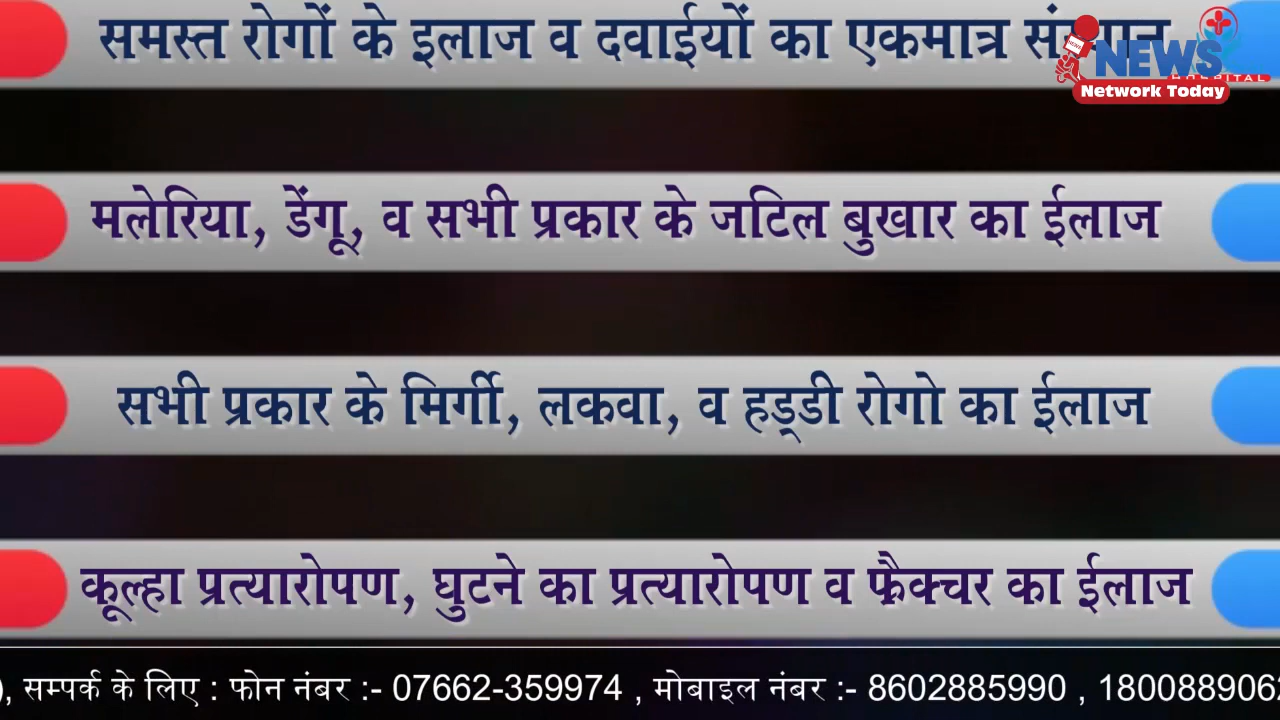 समस्त रोगों के इलाज व दवाईयों का एकमात्र
NEWS
HOSPITAL
Network Today
मलेरिया, डेंगू, व सभी प्रकार के जटिल बुखार का ईलाज
सभी प्रकार के मिर्गी, लकवा, व हड्डी रोगो का ईलाज
कूल्हा प्रत्यारोपण, घुटने का प्रत्यारोपण व फ्रैक्चर का ईलाज
), सम्पर्क के लिए : फोन नंबर :- 07662-359974 , मोबाइल नंबर :- 8602885990 ,